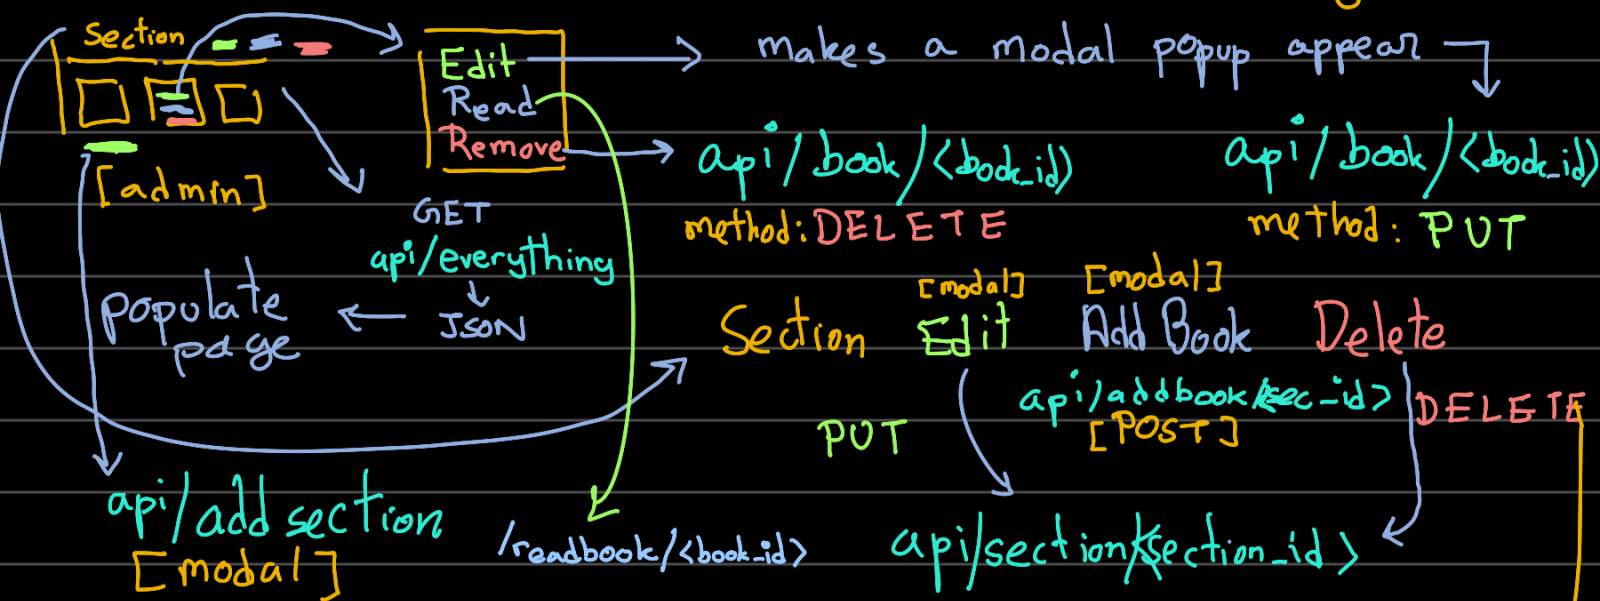 Section
Edit
Read
Remove
makes a modal popup appear
api/book/<book_id>
method: DELETE
api/book/<book_id>
method: PUT
[admin]
GET
api/everything
JSON
populate
page
Section
[modal]
Edit
[modal]
Add Book
Delete
api/addbook/<sec_id>
[POST]
DELETE
PUT
api/add section
[modal]
/readbook/<book_id>
api/section/<section_id>